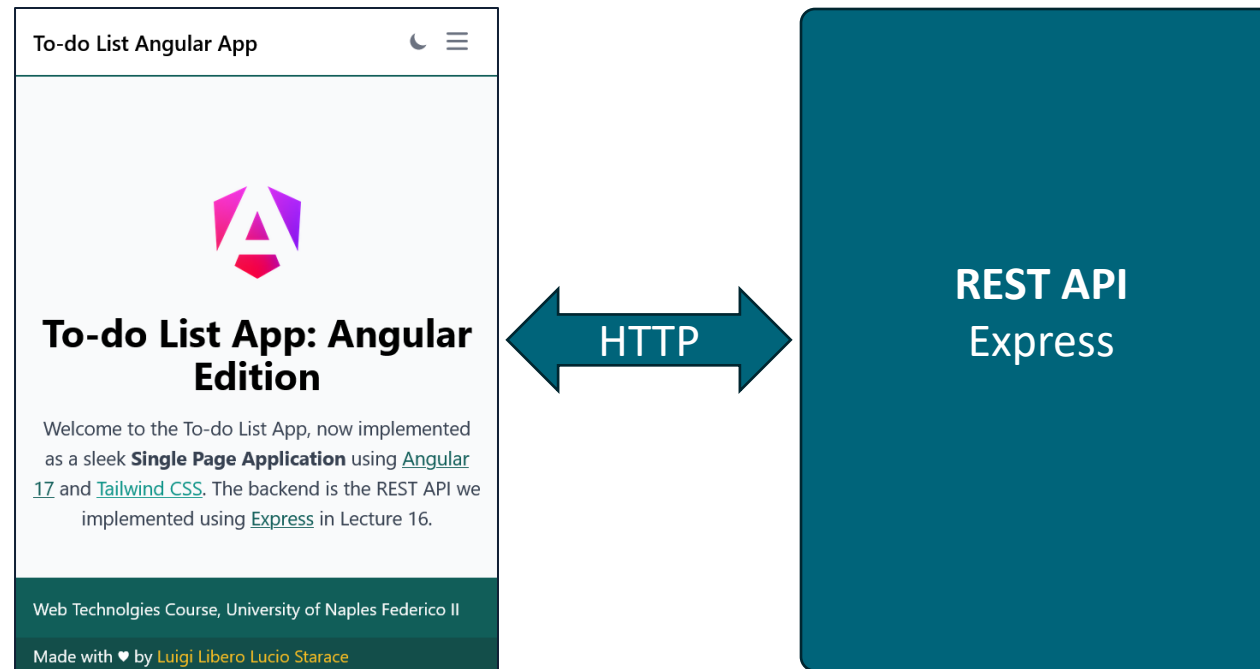 To-do List Angular App
To-do List App: Angular
Edition
Welcome to the To-do List App, now implemented
as a sleek Single Page Application using Angular
17 and Tailwind CSS. The backend is the REST API we
implemented using Express in Lecture 16.
Web Technolgies Course, University of Naples Federico II
Made with ♥ by Luigi Libero Lucio Starace
HTTP
REST API
Express